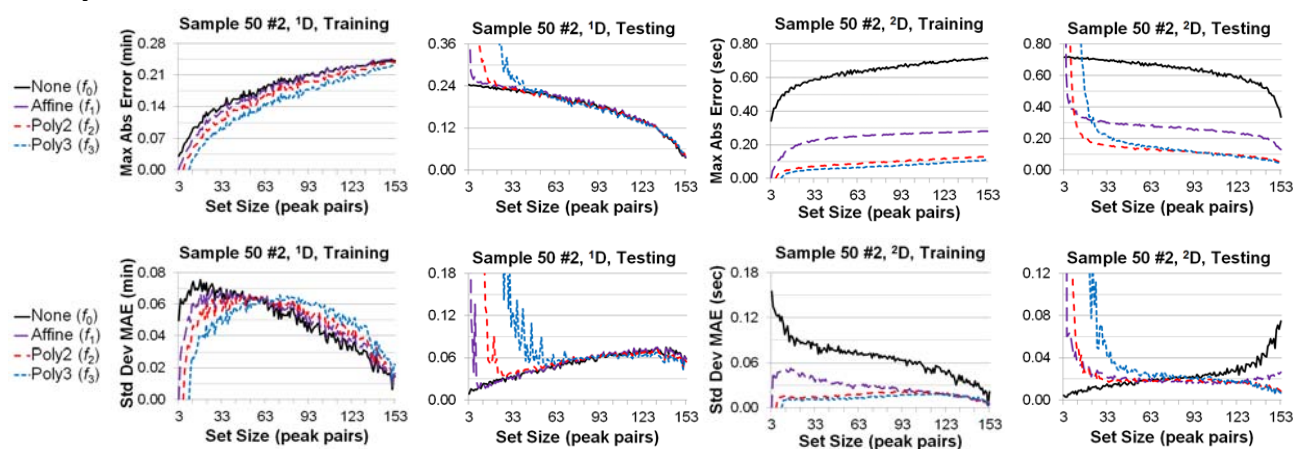 Sample 50 #2, ¹D, Training
Sample 50 #2, ¹D, Testing
Sample 50 #2, ²D, Training
Sample 50 #2, ²D, Testing
None (f₀)
Affine (f₁)
Poly2 (f₂)
Poly3 (f₃)
Max Abs Error (min)
0.28
0.21
0.14
0.07
0.00
3 33 63 93 123 153
Set Size (peak pairs)
0.36
0.24
0.12
0.00
3 33 63 93 123 153
Set Size (peak pairs)
Max Abs Error (sec)
0.80
0.60
0.40
0.20
0.00
3 33 63 93 123 153
Set Size (peak pairs)
0.80
0.60
0.40
0.20
0.00
3 33 63 93 123 153
Set Size (peak pairs)
Sample 50 #2, ¹D, Training
Sample 50 #2, ¹D, Testing
Sample 50 #2, ²D, Training
Sample 50 #2, ²D, Testing
None (f₀)
Affine (f₁)
Poly2 (f₂)
Poly3 (f₃)
Std Dev MAE (min)
0.08
0.06
0.04
0.02
0.00
3 33 63 93 123 153
Set Size (peak pairs)
0.18
0.12
0.06
0.00
3 33 63 93 123 153
Set Size (peak pairs)
Std Dev MAE (sec)
0.18
0.12
0.06
0.00
3 33 63 93 123 153
Set Size (peak pairs)
0.12
0.08
0.04
0.00
3 33 63 93 123 153
Set Size (peak pairs)